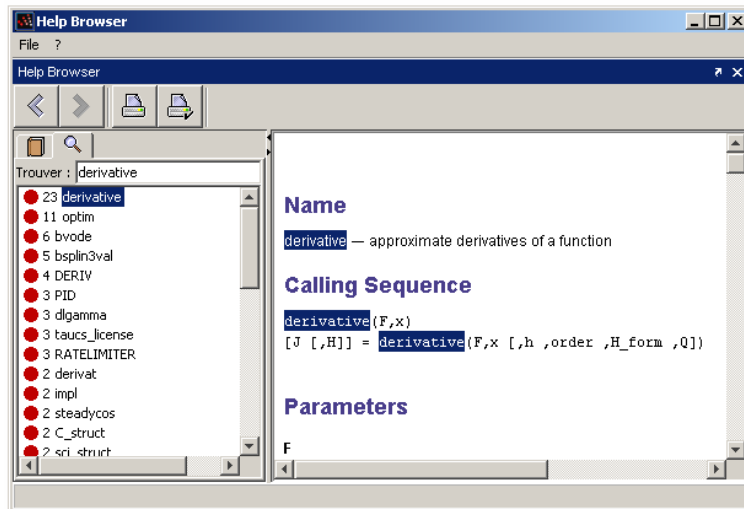 Help Browser
File ?
Help Browser
Trouver : derivative
23 derivative
11 optim
6 bvode
5 bsplin3val
4 DERIV
3 PID
3 dlgamma
3 taucs_license
3 RATELIMITER
2 derivat
2 impl
2 steadycos
2 C_struct
2 sci_struct
Name
derivative — approximate derivatives of a function
Calling Sequence
derivative(F,x)
[J [,H]] = derivative(F,x [,h ,order ,H_form ,Q])
Parameters
F